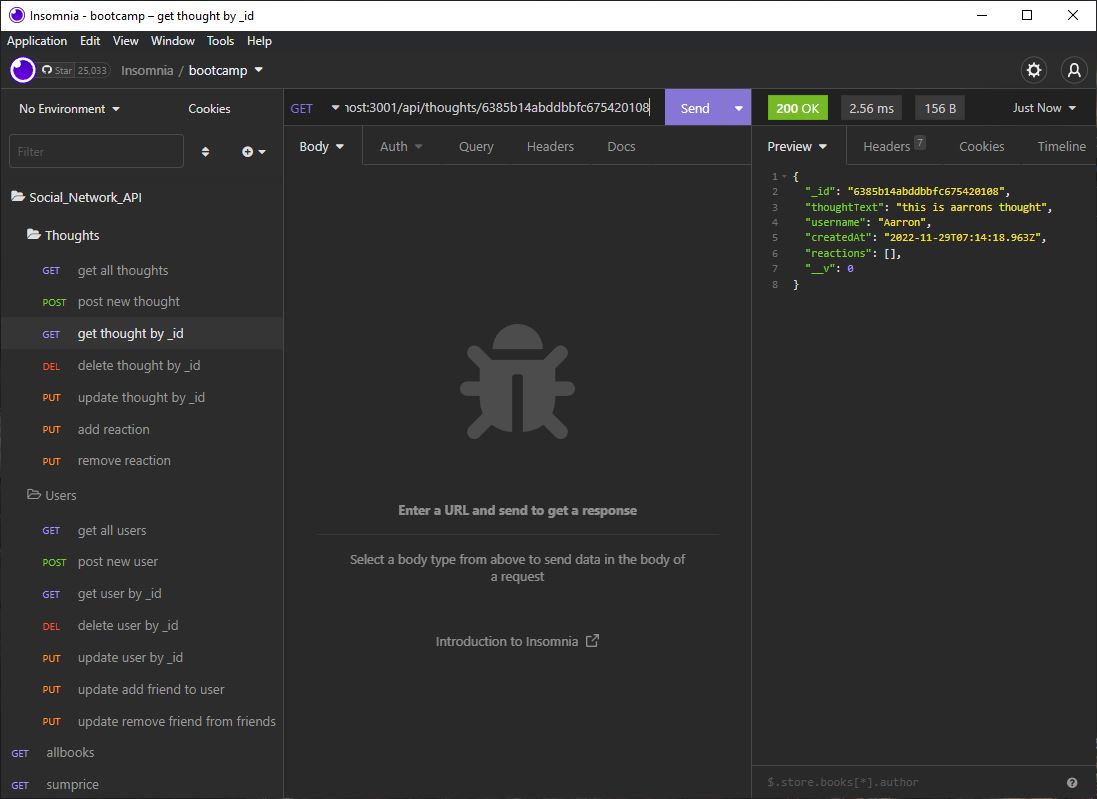 Insomnia - bootcamp – get thought by _id
Application Edit View Window Tools Help
Star 25,033 Insomnia / bootcamp
No Environment Cookies
Filter
Social_Network_API
Thoughts
GET get all thoughts
POST post new thought
GET get thought by _id
DEL delete thought by _id
PUT update thought by _id
PUT add reaction
PUT remove reaction
Users
GET get all users
POST post new user
GET get user by _id
DEL delete user by _id
PUT update user by _id
PUT update add friend to user
PUT update remove friend from friends
GET allbooks
GET sumprice
GET ost:3001/api/thoughts/6385b14abddbbfc675420108 Send
Body Auth Query Headers Docs
Enter a URL and send to get a response
Select a body type from above to send data in the body of
a request
Introduction to Insomnia
200 OK 2.56 ms 156 B Just Now
Preview Headers 7 Cookies Timeline
1 {
2 "_id": "6385b14abddbbfc675420108",
3 "thoughtText": "this is aarrons thought",
4 "username": "Aarron",
5 "createdAt": "2022-11-29T07:14:18.963Z",
6 "reactions": [],
7 "__v": 0
8 }
$.store.books[*].author